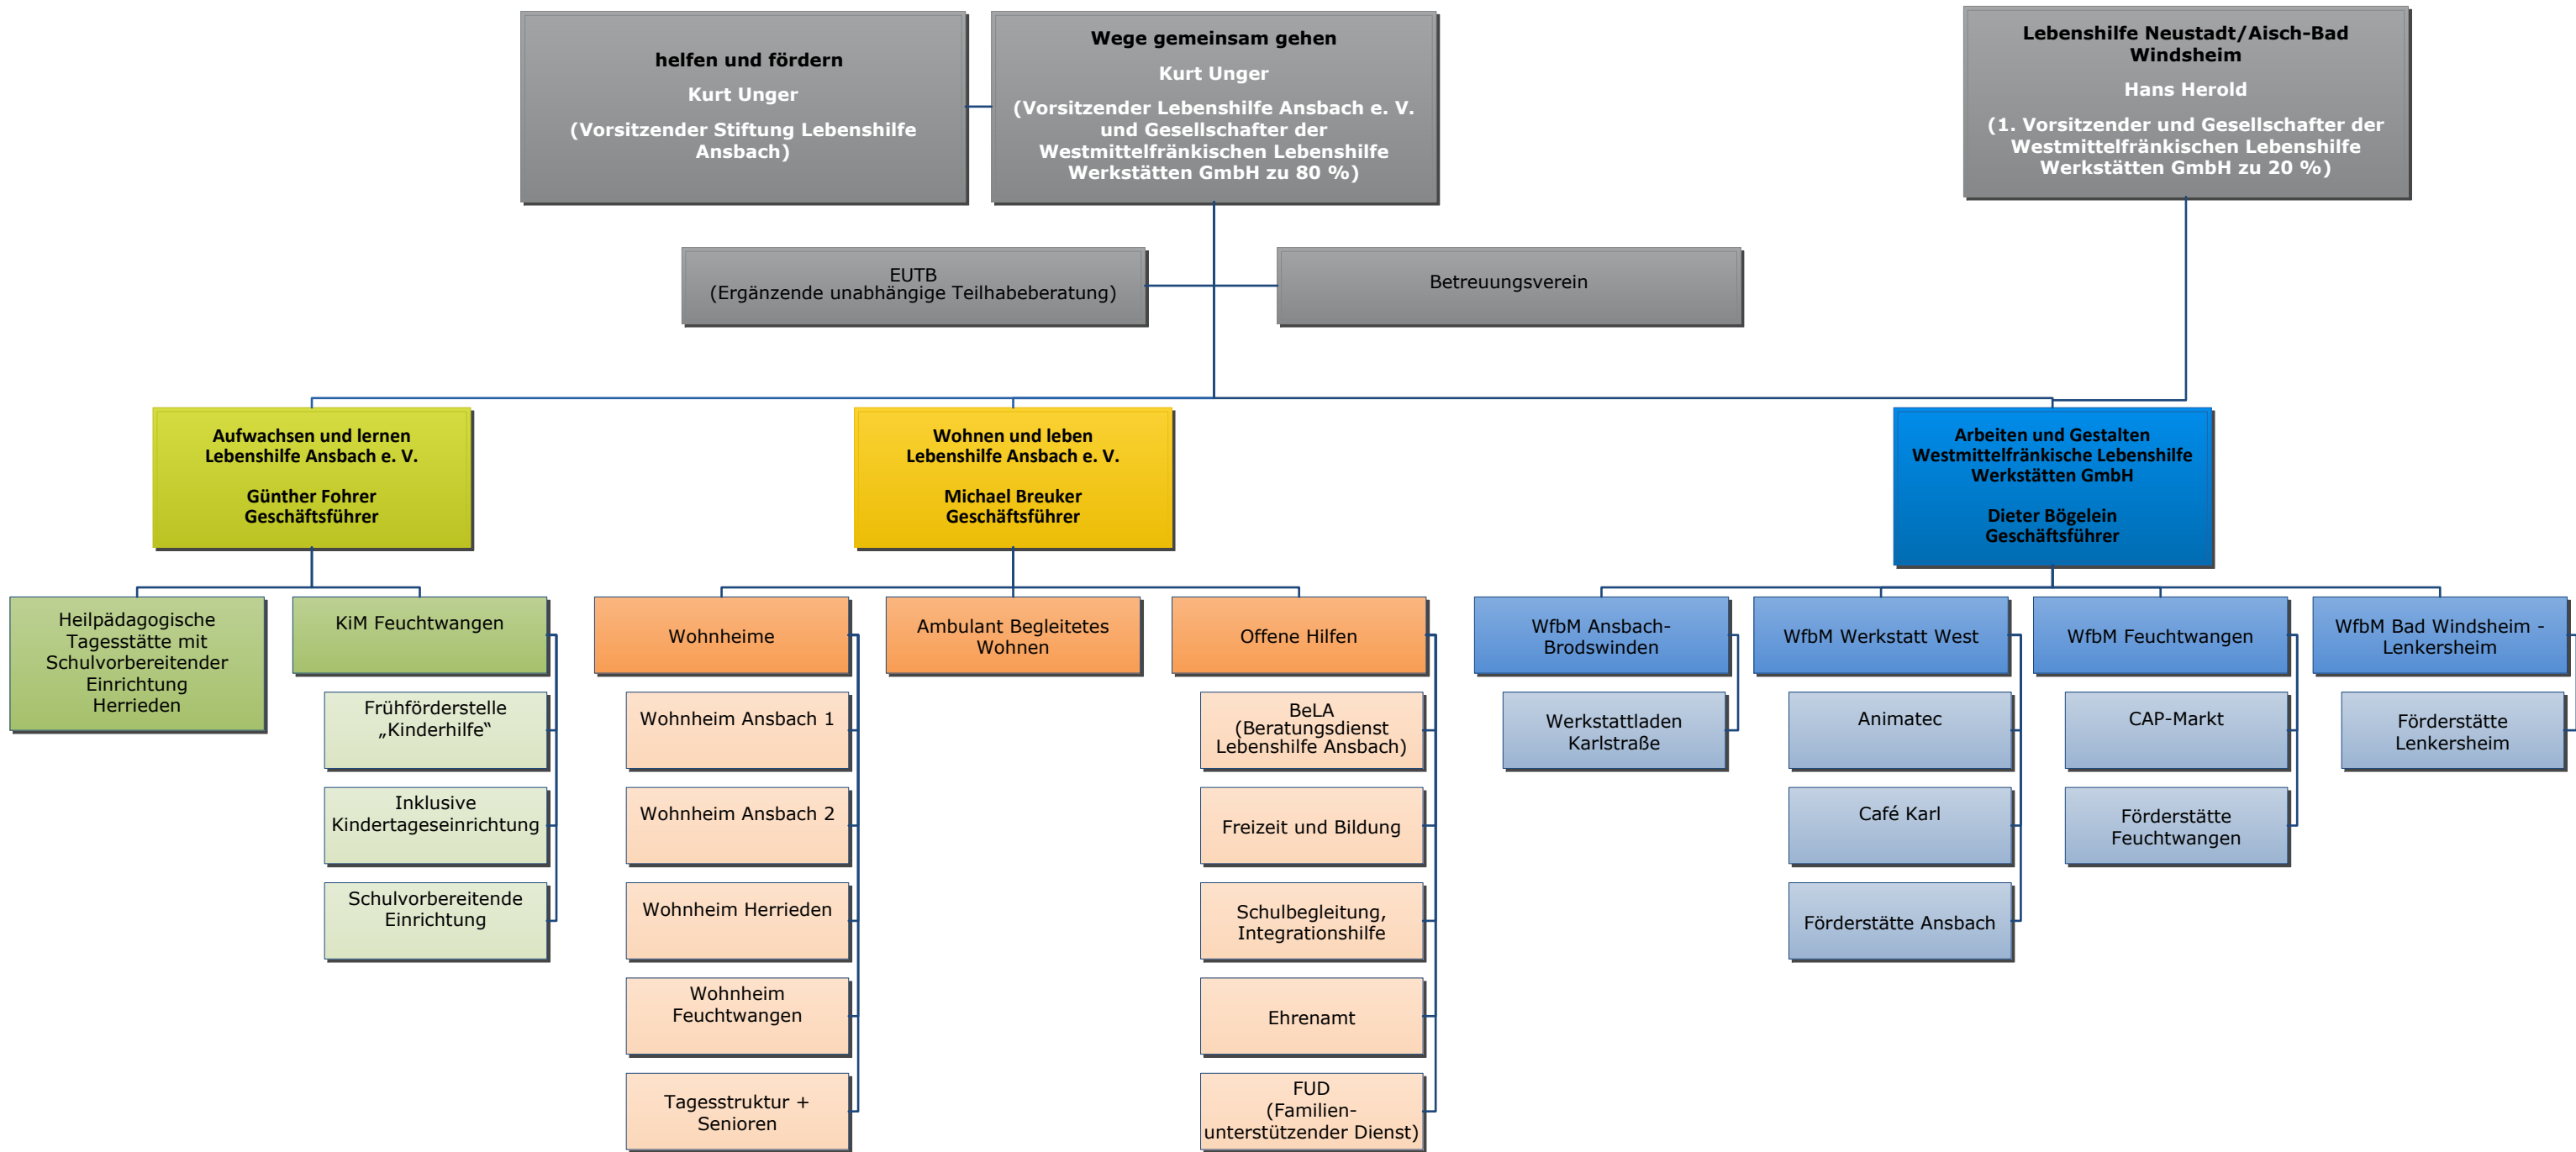 helfen und fördern
Kurt Unger
(Vorsitzender Stiftung Lebenshilfe
Ansbach)
Wege gemeinsam gehen
Kurt Unger
(Vorsitzender Lebenshilfe Ansbach e. V.
und Gesellschafter der
Westmittelfränkischen Lebenshilfe
Werkstätten GmbH zu 80 %)
Lebenshilfe Neustadt/Aisch-Bad
Windsheim
Hans Herold
(1. Vorsitzender und Gesellschafter der
Westmittelfränkischen Lebenshilfe
Werkstätten GmbH zu 20 %)
EUTB
(Ergänzende unabhängige Teilhabeberatung)
Betreuungsverein
Aufwachsen und lernen
Lebenshilfe Ansbach e. V.
Günther Fohrer
Geschäftsführer
Wohnen und leben
Lebenshilfe Ansbach e. V.
Michael Breuker
Geschäftsführer
Arbeiten und Gestalten
Westmittelfränkische Lebenshilfe
Werkstätten GmbH
Dieter Bögelein
Geschäftsführer
Heilpädagogische
Tagesstätte mit
Schulvorbereitender
Einrichtung
Herrieden
KiM Feuchtwangen
Frühförderstelle
„Kinderhilfe“
Inklusive
Kindertageseinrichtung
Schulvorbereitende
Einrichtung
Wohnheime
Wohnheim Ansbach 1
Wohnheim Ansbach 2
Wohnheim Herrieden
Wohnheim
Feuchtwangen
Tagesstruktur +
Senioren
Ambulant Begleitetes
Wohnen
Offene Hilfen
BeLA
(Beratungsdienst
Lebenshilfe Ansbach)
Freizeit und Bildung
Schulbegleitung,
Integrationshilfe
Ehrenamt
FUD
(Familien-
unterstützender Dienst)
WfbM Ansbach-
Brodswinden
Werkstattladen
Karlstraße
WfbM Werkstatt West
Animatec
Café Karl
Förderstätte Ansbach
WfbM Feuchtwangen
CAP-Markt
Förderstätte
Feuchtwangen
WfbM Bad Windsheim -
Lenkersheim
Förderstätte
Lenkersheim